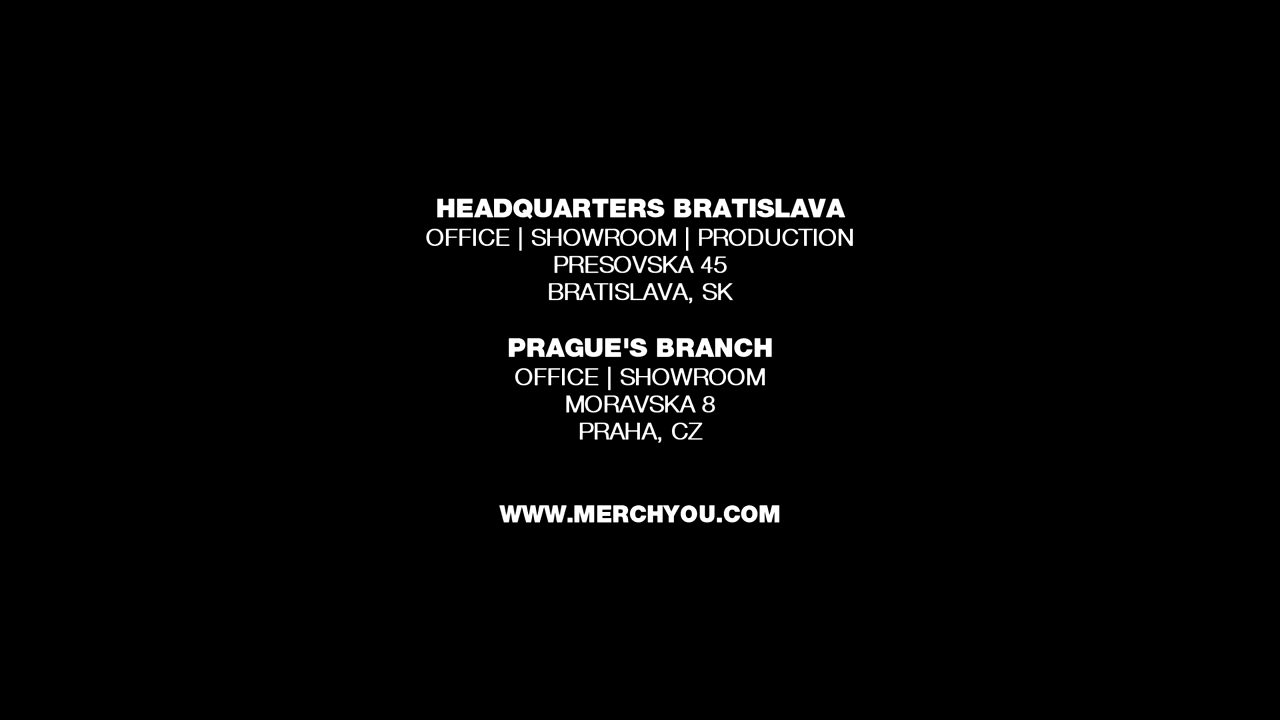 HEADQUARTERS BRATISLAVA
OFFICE | SHOWROOM | PRODUCTION
PRESOVSKA 45
BRATISLAVA, SK
PRAGUE'S BRANCH
OFFICE | SHOWROOM
MORAVSKA 8
PRAHA, CZ
WWW.MERCHYOU.COM